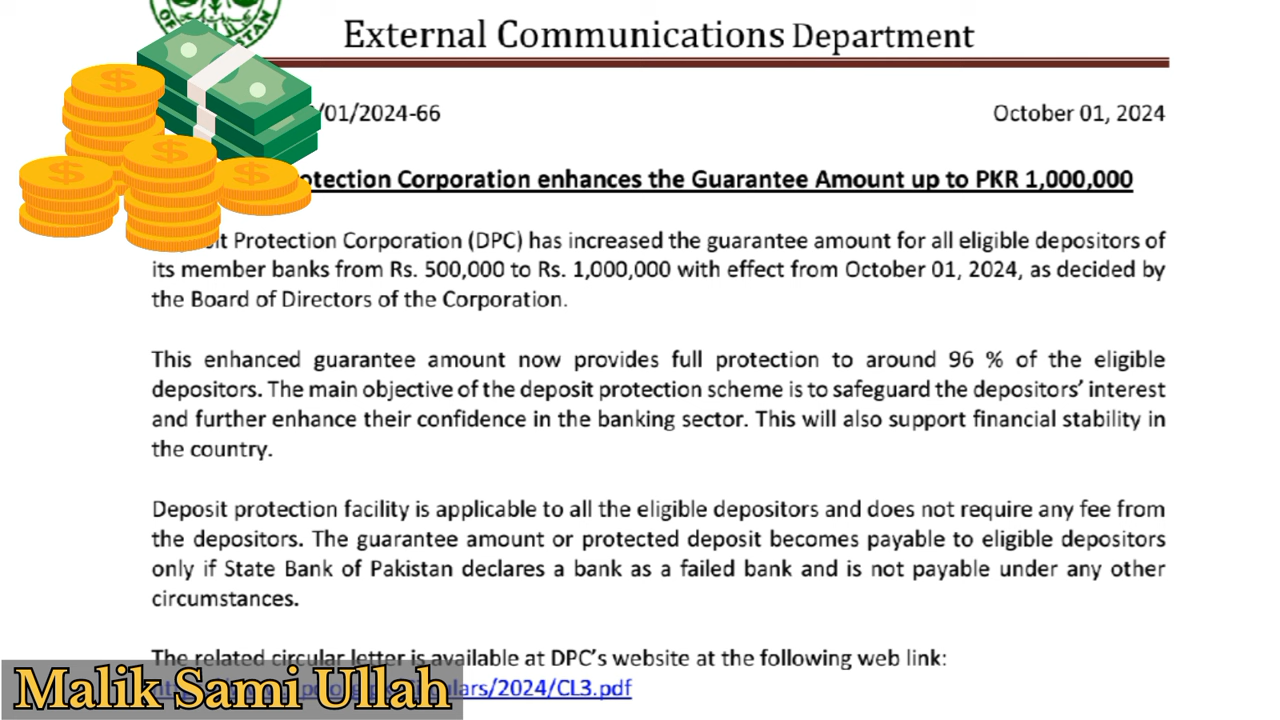 External Communications Department
/01/2024-66 October 01, 2024
otection Corporation enhances the Guarantee Amount up to PKR 1,000,000
it Protection Corporation (DPC) has increased the guarantee amount for all eligible depositors of
its member banks from Rs. 500,000 to Rs. 1,000,000 with effect from October 01, 2024, as decided by
the Board of Directors of the Corporation.
This enhanced guarantee amount now provides full protection to around 96 % of the eligible
depositors. The main objective of the deposit protection scheme is to safeguard the depositors’ interest
and further enhance their confidence in the banking sector. This will also support financial stability in
the country.
Deposit protection facility is applicable to all the eligible depositors and does not require any fee from
the depositors. The guarantee amount or protected deposit becomes payable to eligible depositors
only if State Bank of Pakistan declares a bank as a failed bank and is not payable under any other
circumstances.
The related circular letter is available at DPC’s website at the following web link:
ulars/2024/CL3.pdf
Malik Sami Ullah